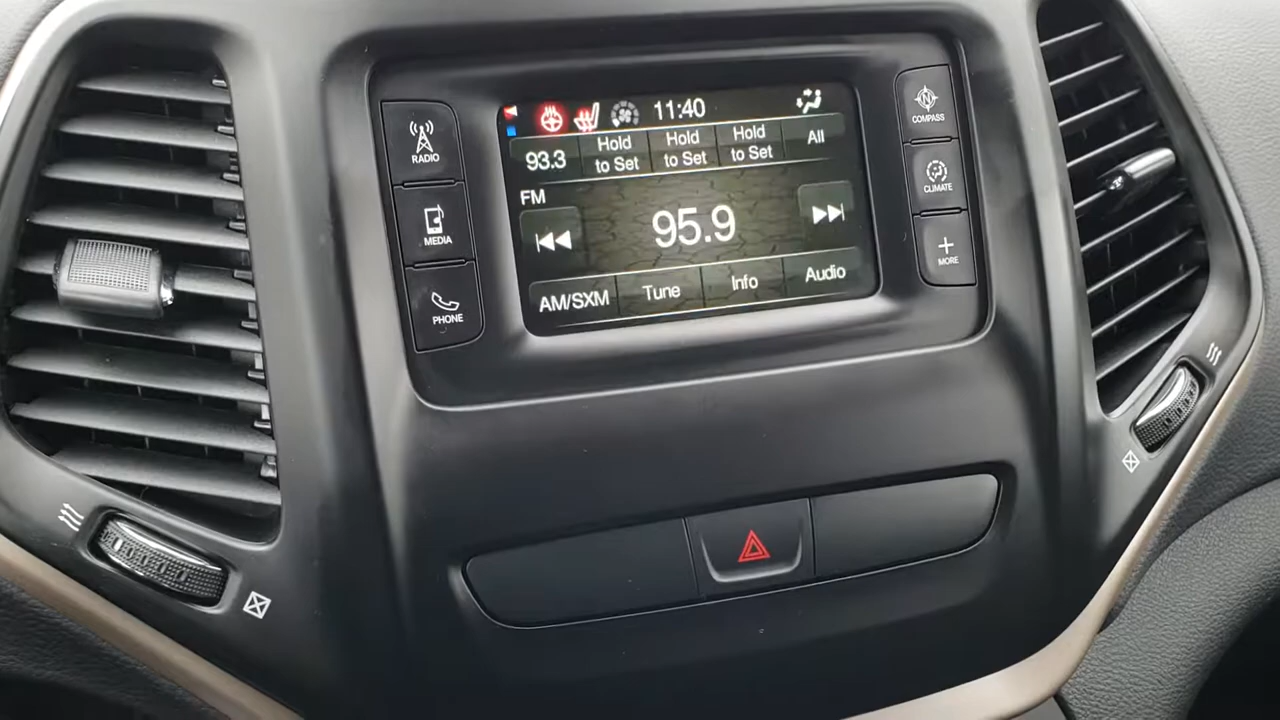 RADIO
MEDIA
PHONE
11:40
93.3
Hold
to Set
Hold
to Set
Hold
to Set
All
FM
95.9
AM/SXM
Tune
Info
Audio
N
COMPASS
CLIMATE
+
MORE